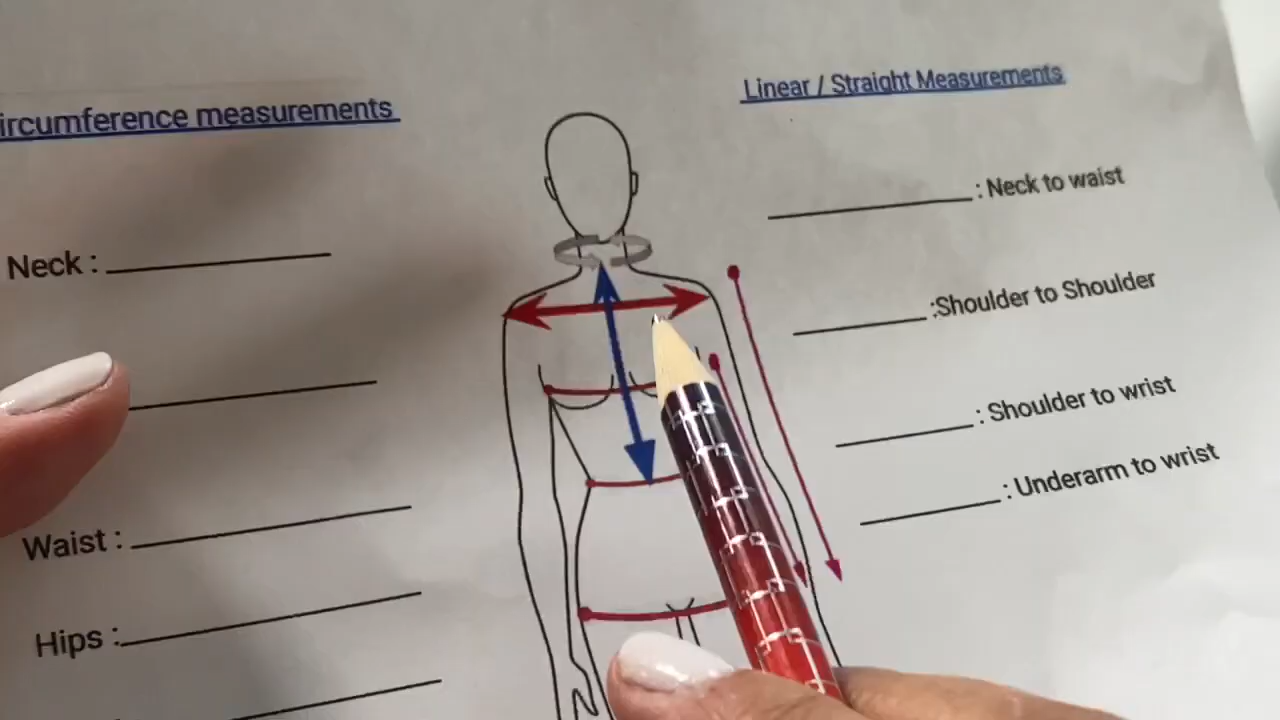 ircumference measurements
Neck :
Waist :
Hips :
Linear / Straight Measurements
: Neck to waist
:Shoulder to Shoulder
: Shoulder to wrist
: Underarm to wrist